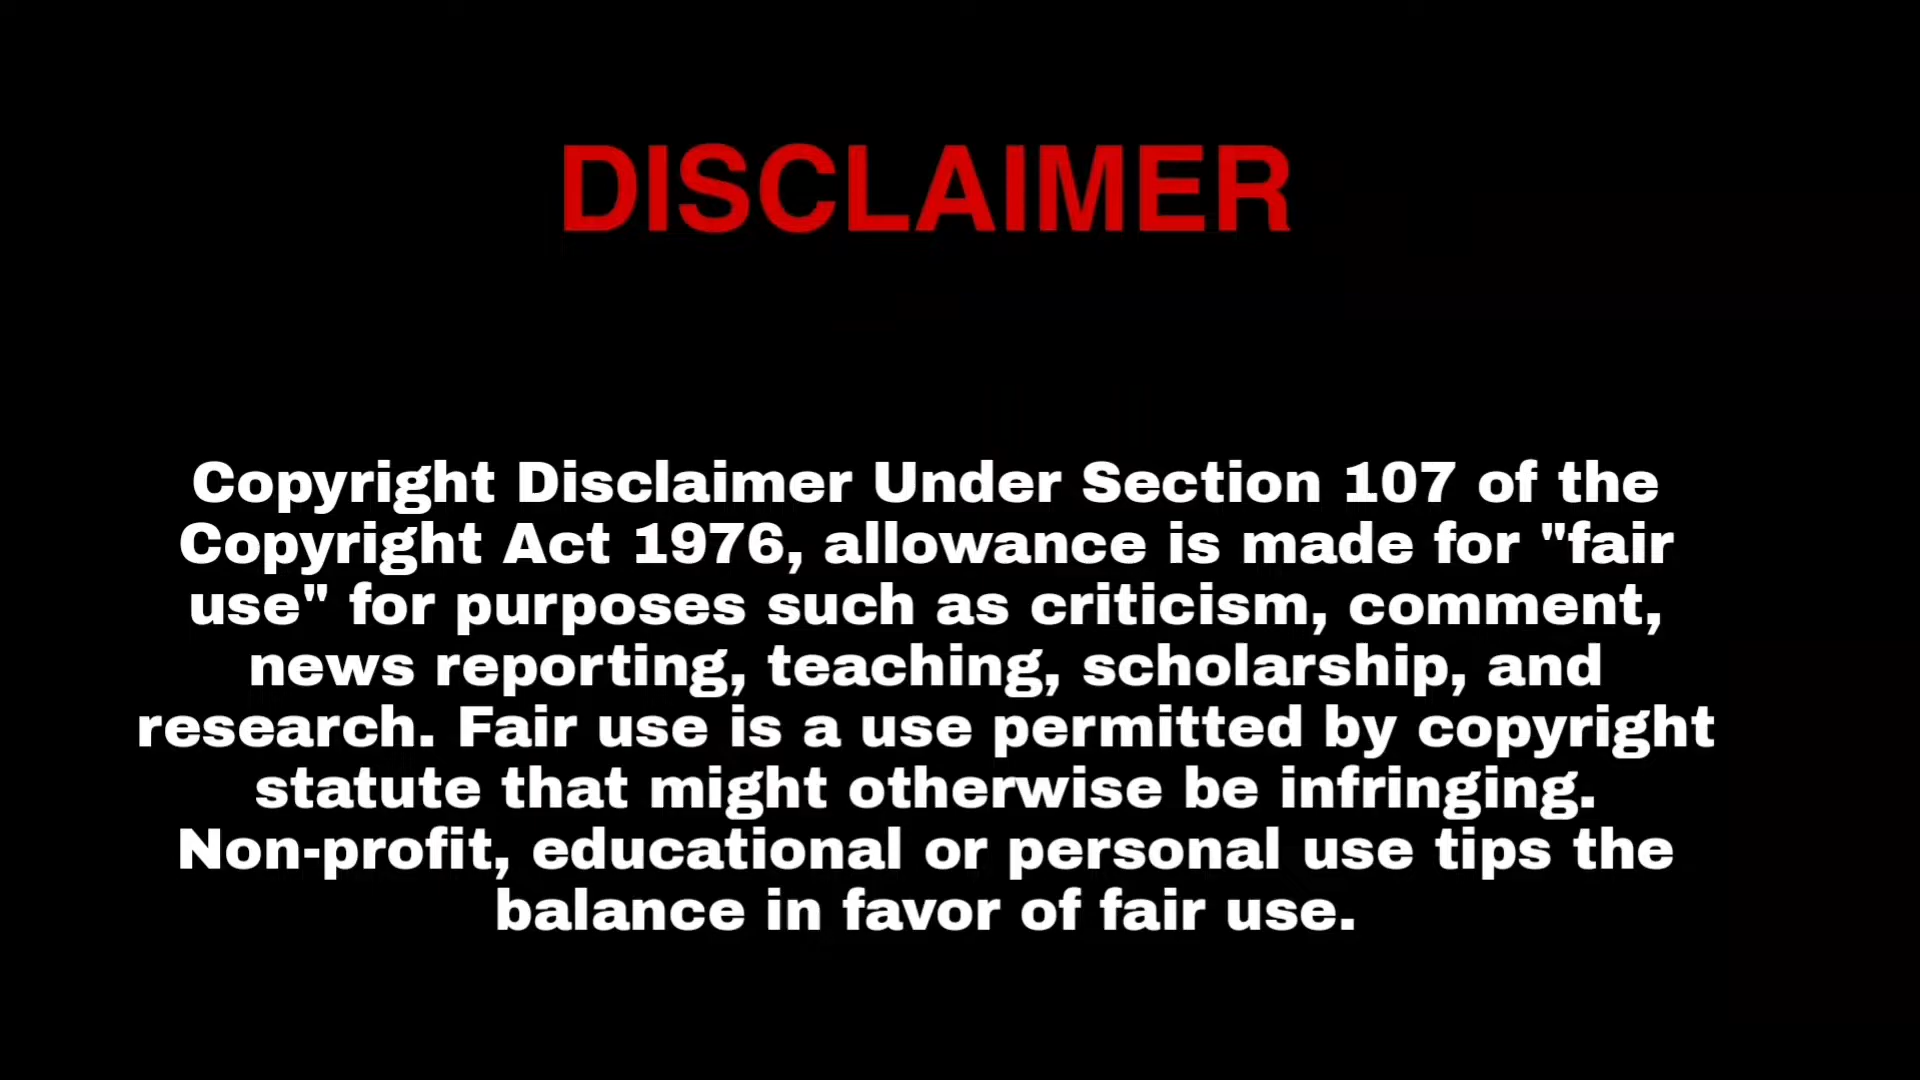 DISCLAIMER
Copyright Disclaimer Under Section 107 of the
Copyright Act 1976, allowance is made for "fair
use" for purposes such as criticism, comment,
news reporting, teaching, scholarship, and
research. Fair use is a use permitted by copyright
statute that might otherwise be infringing.
Non-profit, educational or personal use tips the
balance in favor of fair use.